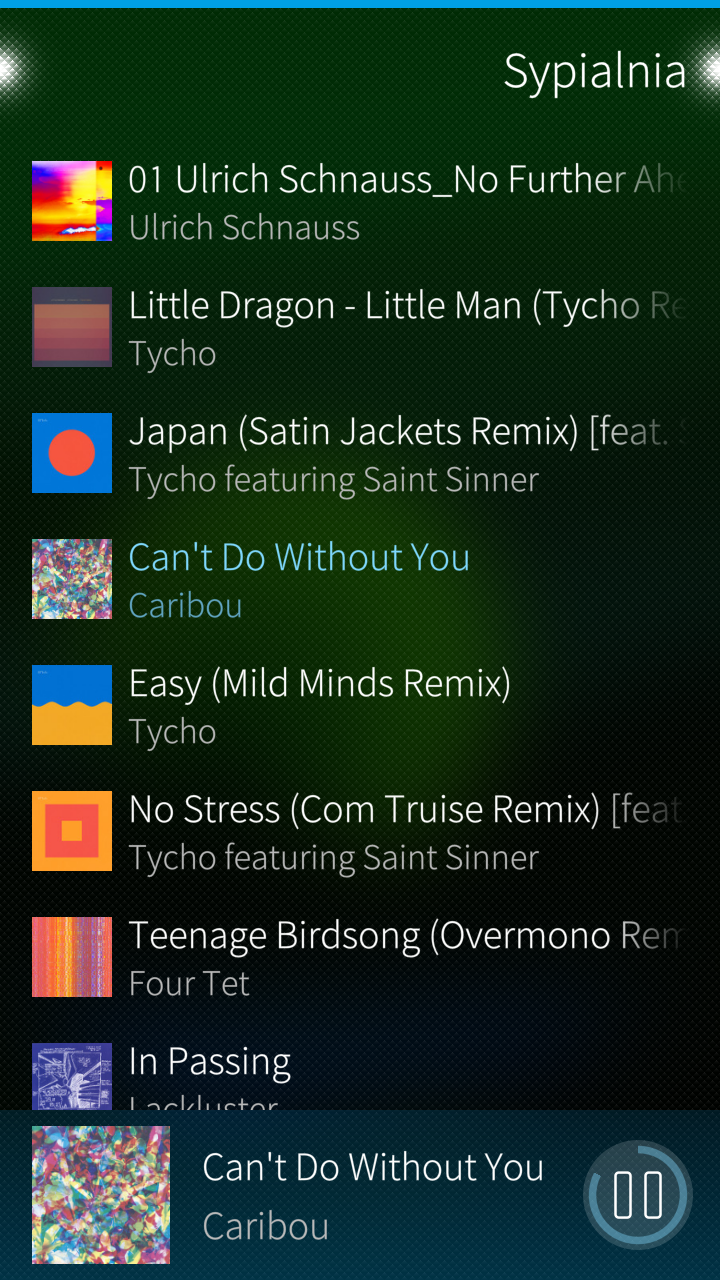 Sypialnia
01 Ulrich Schnauss_No Further Ahe
Ulrich Schnauss
Little Dragon - Little Man (Tycho Re
Tycho
Japan (Satin Jackets Remix) [feat. S
Tycho featuring Saint Sinner
Can't Do Without You
Caribou
Easy (Mild Minds Remix)
Tycho
No Stress (Com Truise Remix) [feat
Tycho featuring Saint Sinner
Teenage Birdsong (Overmono Rem
Four Tet
In Passing
Lackluster
Can't Do Without You
Caribou